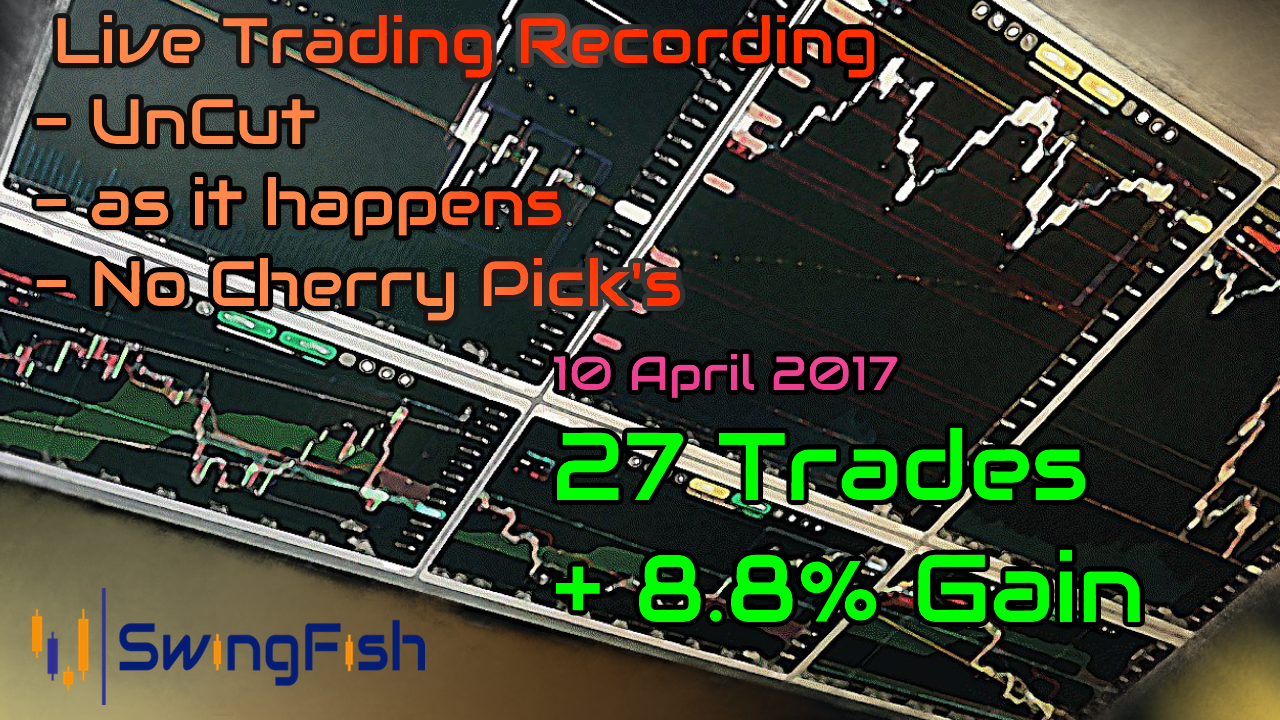 Live Trading Recording
- UnCut
- as it happens
- No Cherry Pick's
10 April 2017
27 Trades
+ 8.8% Gain
SwingFish